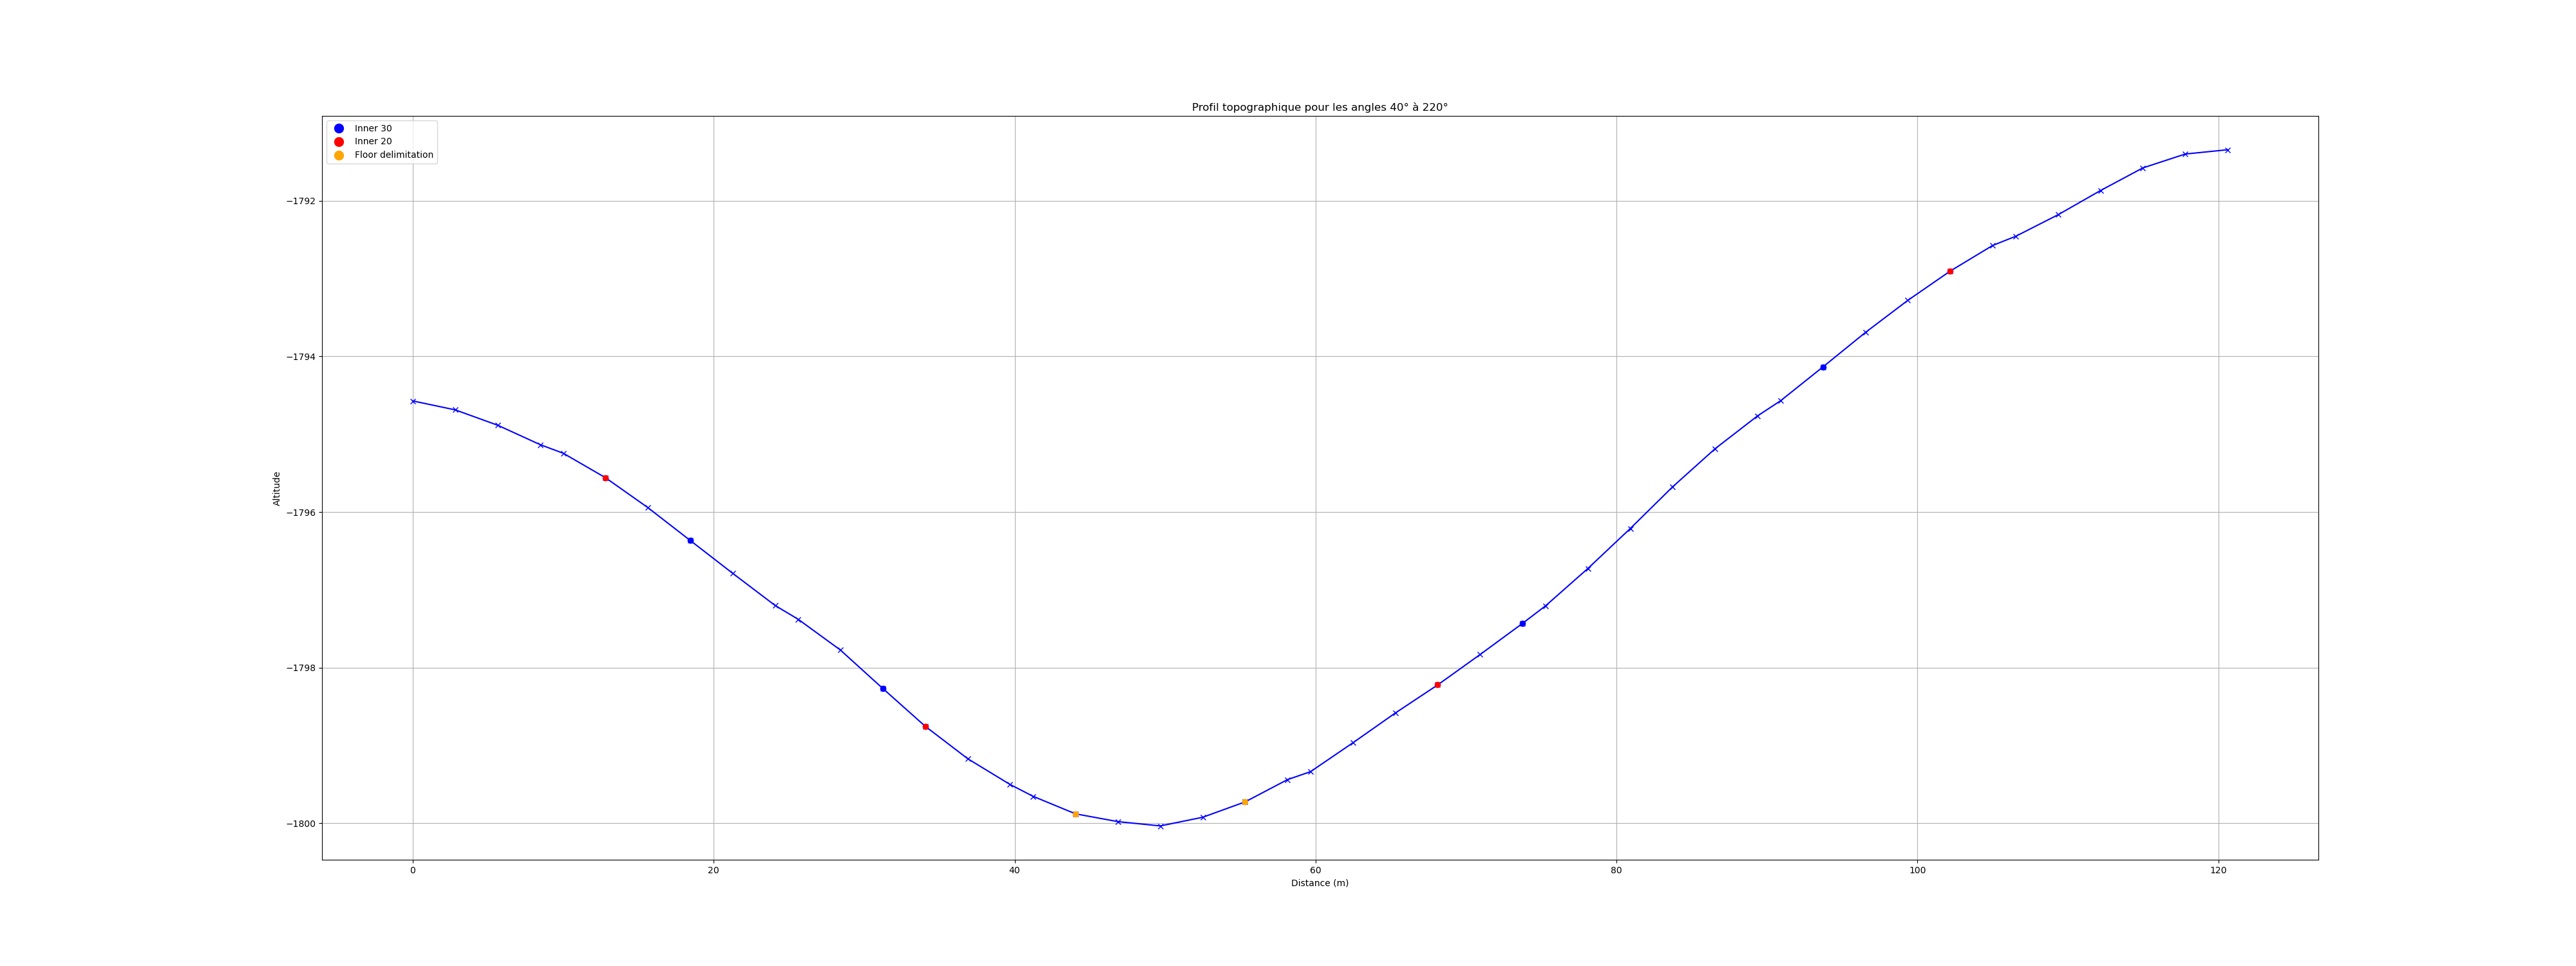 Profil topographique pour les angles 40° à 220°
Inner 30
Inner 20
Floor delimitation
Altitude
−1792
−1794
−1796
−1798
−1800
0 20 40 60 80 100 120
Distance (m)